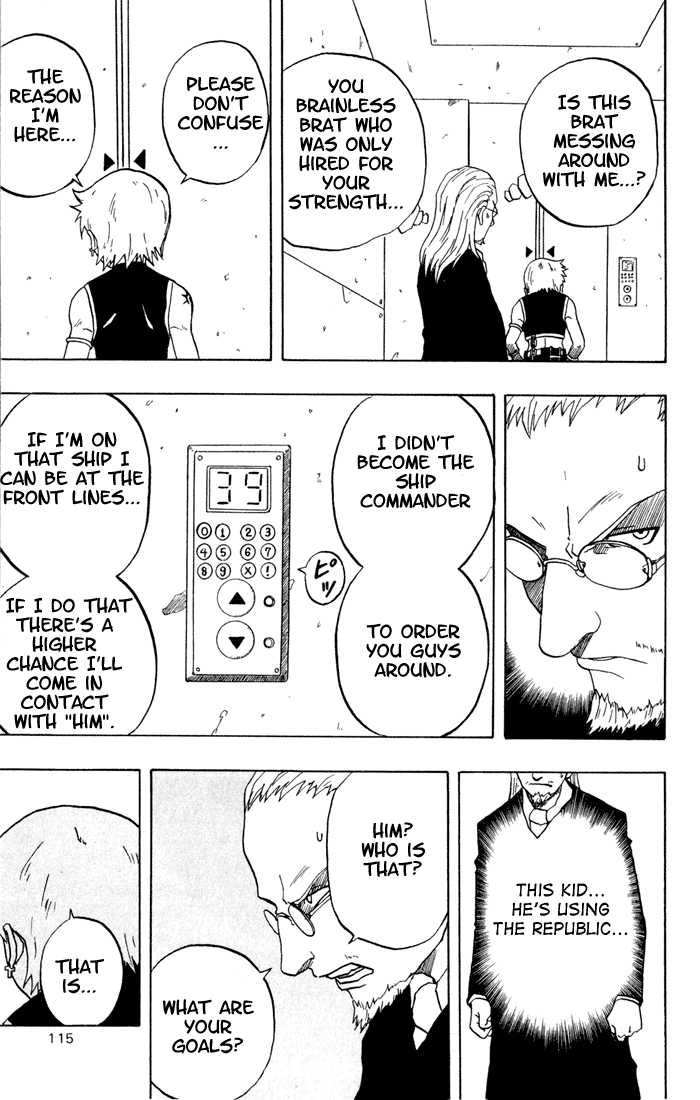 IS THIS
BRAT
MESSING
AROUND
WITH ME...?
YOU
BRAINLESS
BRAT WHO
WAS ONLY
HIRED FOR
YOUR
STRENGTH...
PLEASE
DON'T
CONFUSE
...
THE
REASON
I'M
HERE...
I DIDN'T
BECOME THE
SHIP
COMMANDER
TO ORDER
YOU GUYS
AROUND.
ピッ
39
0 1 2 3
4 5 6 7
8 9 X !
IF I'M ON
THAT SHIP I
CAN BE AT THE
FRONT LINES...
IF I DO THAT
THERE'S A
HIGHER
CHANCE I'LL
COME IN
CONTACT
WITH "HIM".
THIS KID...
HE'S USING
THE REPUBLIC...
HIM?
WHO IS
THAT?
WHAT ARE
YOUR
GOALS?
THAT
IS...
115